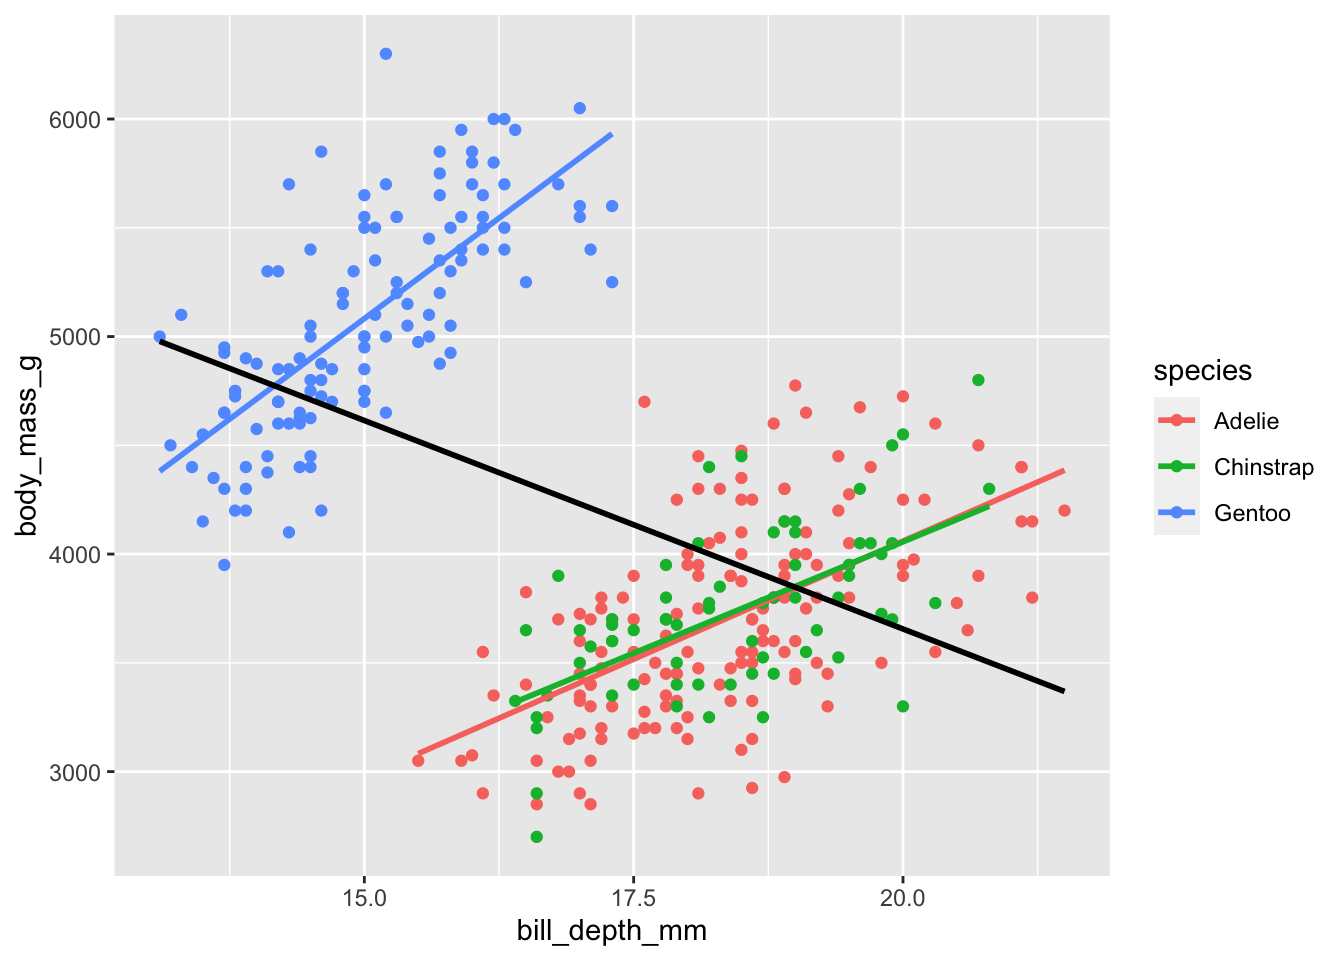 6000
5000
4000
3000
body_mass_g
15.0
17.5
20.0
bill_depth_mm
species
Adelie
Chinstrap
Gentoo